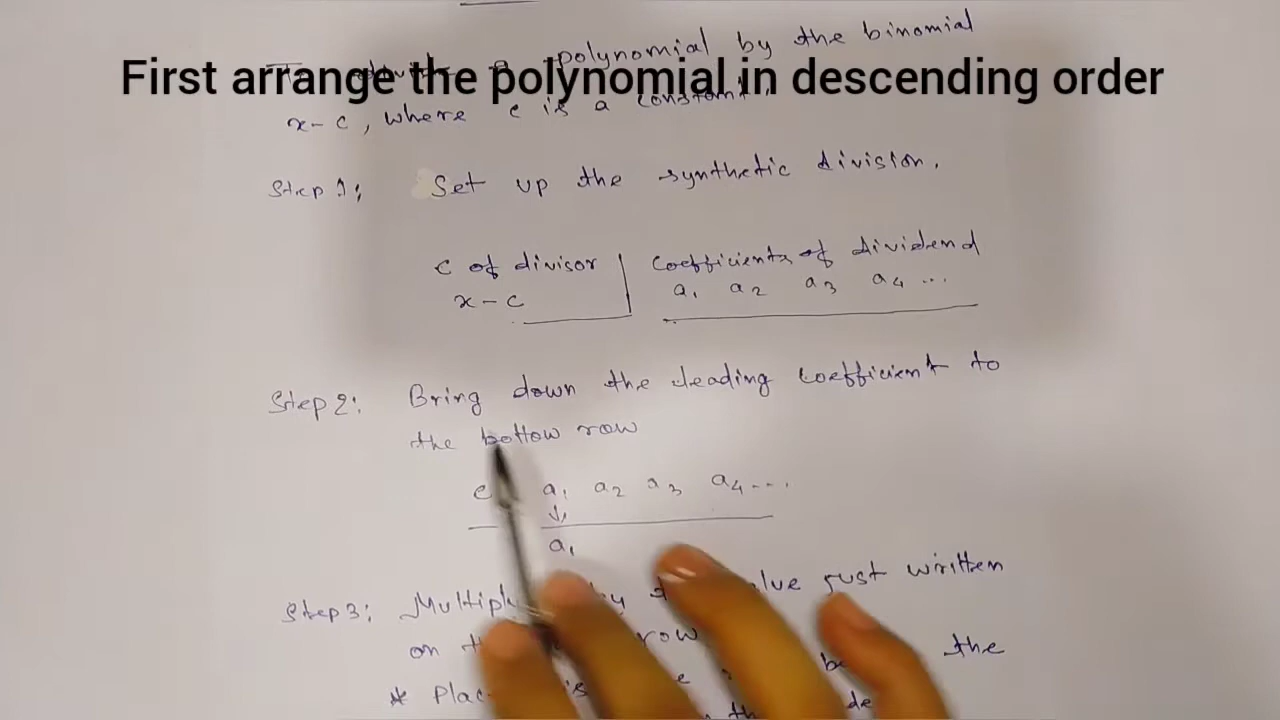 First arrange the polynomial in descending order
polynomial by the binomial
x - c, where c is a constant.
Step 1: Set up the synthetic division.
c of divisor | coefficients of dividend
x - c | a₁ a₂ a₃ a₄ ...
Step 2: Bring down the leading coefficient to
the bottow row
c a₁ a₂ a₃ a₄ ...
↓
a₁
Step 3: just written
on row
* the